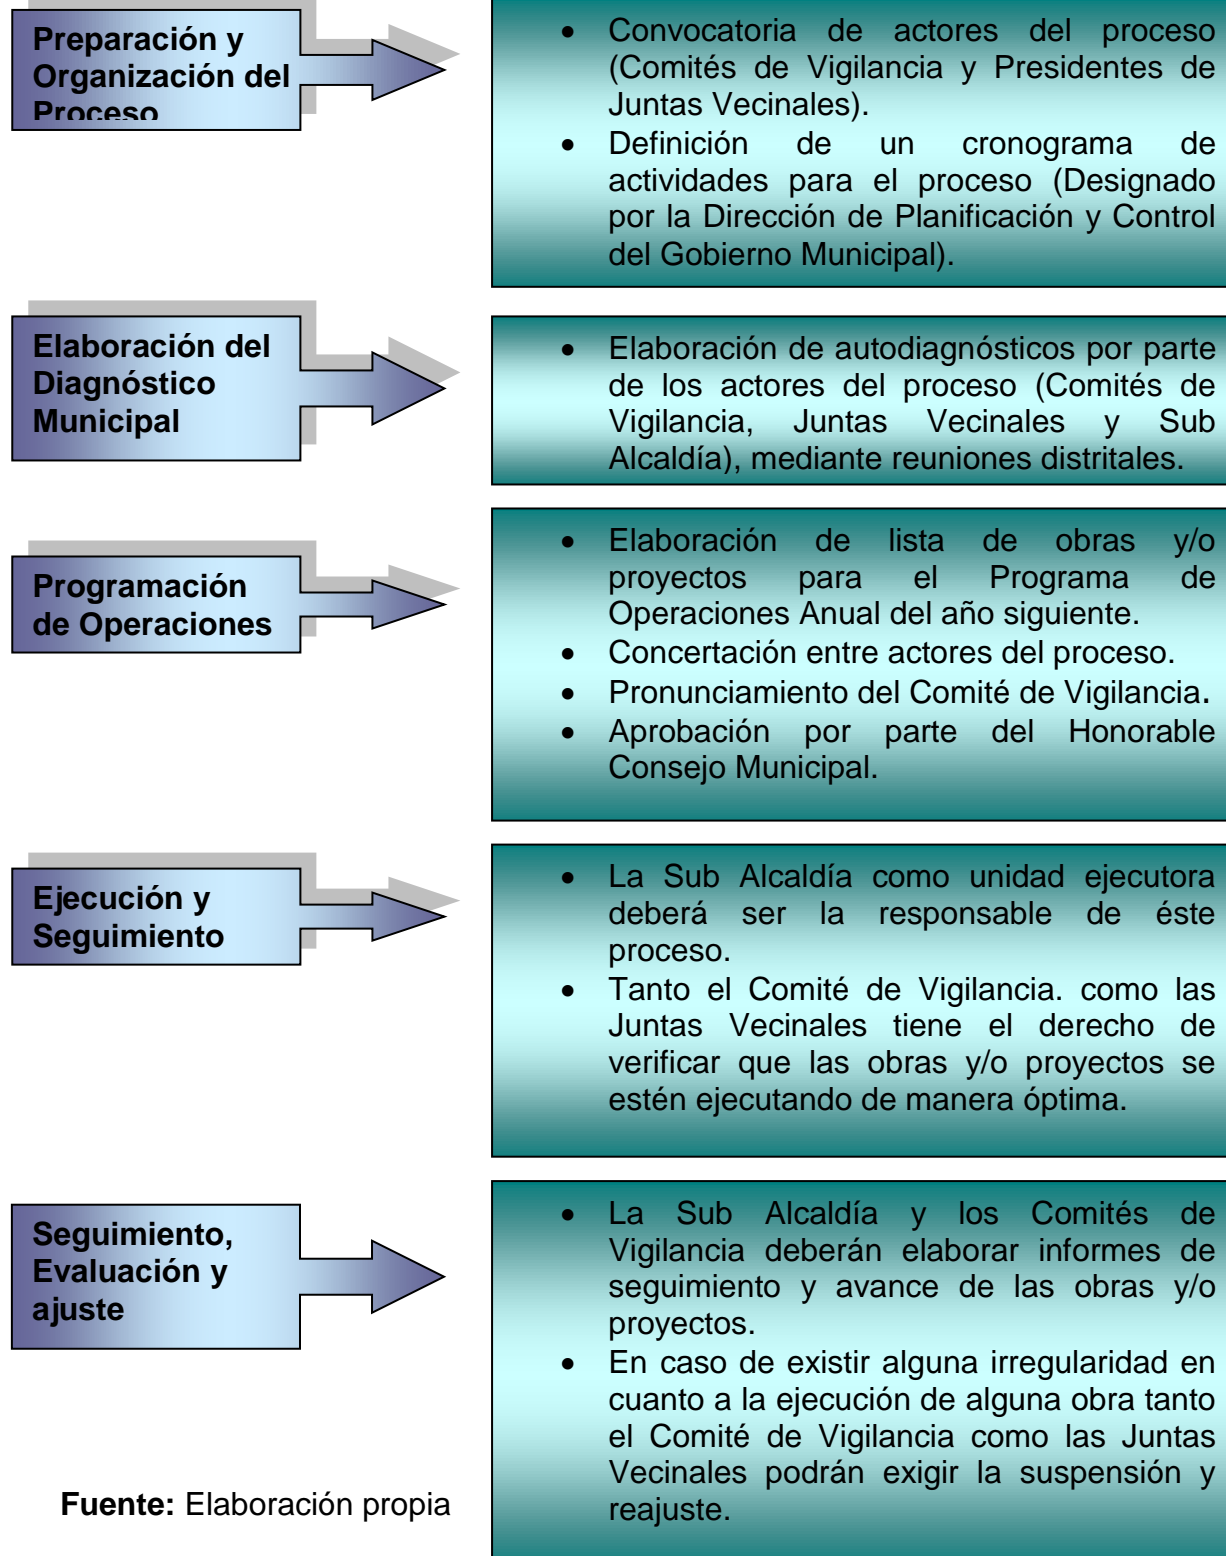 Preparación y
Organización del
Proceso
• Convocatoria de actores del proceso
(Comités de Vigilancia y Presidentes de
Juntas Vecinales).
• Definición de un cronograma de
actividades para el proceso (Designado
por la Dirección de Planificación y Control
del Gobierno Municipal).
Elaboración del
Diagnóstico
Municipal
• Elaboración de autodiagnósticos por parte
de los actores del proceso (Comités de
Vigilancia, Juntas Vecinales y Sub
Alcaldía), mediante reuniones distritales.
Programación
de Operaciones
• Elaboración de lista de obras y/o
proyectos para el Programa de
Operaciones Anual del año siguiente.
• Concertación entre actores del proceso.
• Pronunciamiento del Comité de Vigilancia.
• Aprobación por parte del Honorable
Consejo Municipal.
Ejecución y
Seguimiento
• La Sub Alcaldía como unidad ejecutora
deberá ser la responsable de éste
proceso.
• Tanto el Comité de Vigilancia. como las
Juntas Vecinales tiene el derecho de
verificar que las obras y/o proyectos se
estén ejecutando de manera óptima.
Seguimiento,
Evaluación y
ajuste
• La Sub Alcaldía y los Comités de
Vigilancia deberán elaborar informes de
seguimiento y avance de las obras y/o
proyectos.
• En caso de existir alguna irregularidad en
cuanto a la ejecución de alguna obra tanto
el Comité de Vigilancia como las Juntas
Vecinales podrán exigir la suspensión y
reajuste.
Fuente: Elaboración propia